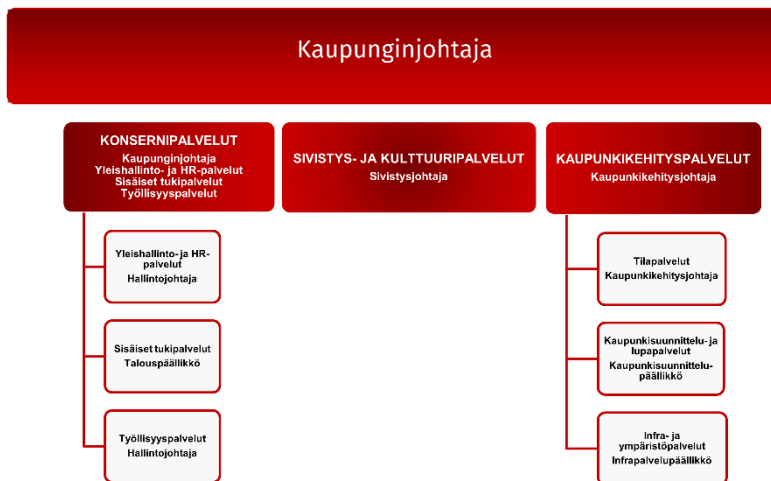 Kaupunginjohtaja
KONSERNIPALVELUT
Kaupunginjohtaja
Yleishallinto- ja HR-palvelut
Sisäiset tukipalvelut
Työllisyyspalvelut
SIVISTYS- JA KULTTUURIPALVELUT
Sivistysjohtaja
KAUPUNKIKEHITYSPALVELUT
Kaupunkikehitysjohtaja
Yleishallinto- ja HR-
palvelut
Hallintojohtaja
Sisäiset tukipalvelut
Talouspäällikkö
Työllisyyspalvelut
Hallintojohtaja
Tilapalvelut
Kaupunkikehitysjohtaja
Kaupunkisuunnittelu- ja
lupapalvelut
Kaupunkisuunnittelu-
päällikkö
Infra- ja
ympäristöpalvelut
Infrapalvelupäällikkö